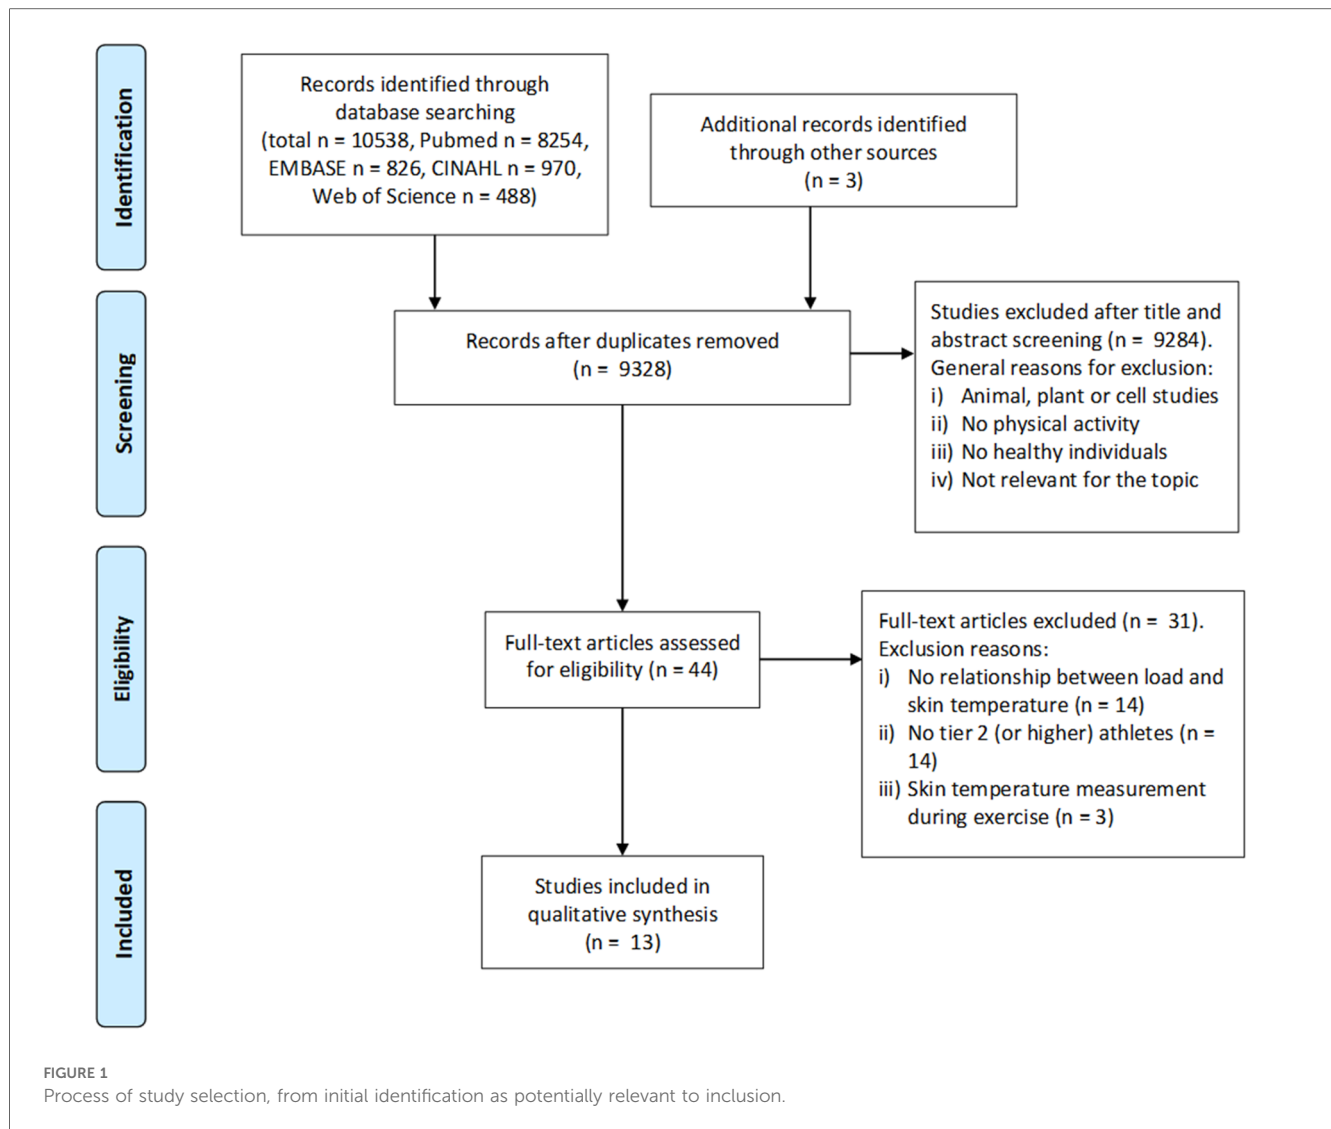 Identification
Records identified through
database searching
(total n = 10538, Pubmed n = 8254,
EMBASE n = 826, CINAHL n = 970,
Web of Science n = 488)
Additional records identified
through other sources
(n = 3)
Screening
Records after duplicates removed
(n = 9328)
Studies excluded after title and
abstract screening (n = 9284).
General reasons for exclusion:
i) Animal, plant or cell studies
ii) No physical activity
iii) No healthy individuals
iv) Not relevant for the topic
Eligibility
Full-text articles assessed
for eligibility (n = 44)
Full-text articles excluded (n = 31).
Exclusion reasons:
i) No relationship between load and
skin temperature (n = 14)
ii) No tier 2 (or higher) athletes (n =
14)
iii) Skin temperature measurement
during exercise (n = 3)
Included
Studies included in
qualitative synthesis
(n = 13)
FIGURE 1
Process of study selection, from initial identification as potentially relevant to inclusion.